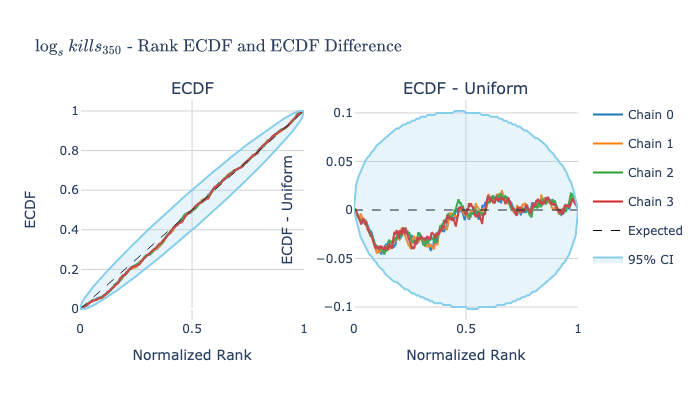 log_s kills_350 - Rank ECDF and ECDF Difference
ECDF
ECDF - Uniform
1
0.8
0.6
0.4
0.2
0
ECDF
0
0.5
1
Normalized Rank
0.1
0.05
0
−0.05
−0.1
ECDF - Uniform
0
0.5
1
Normalized Rank
Chain 0
Chain 1
Chain 2
Chain 3
Expected
95% CI